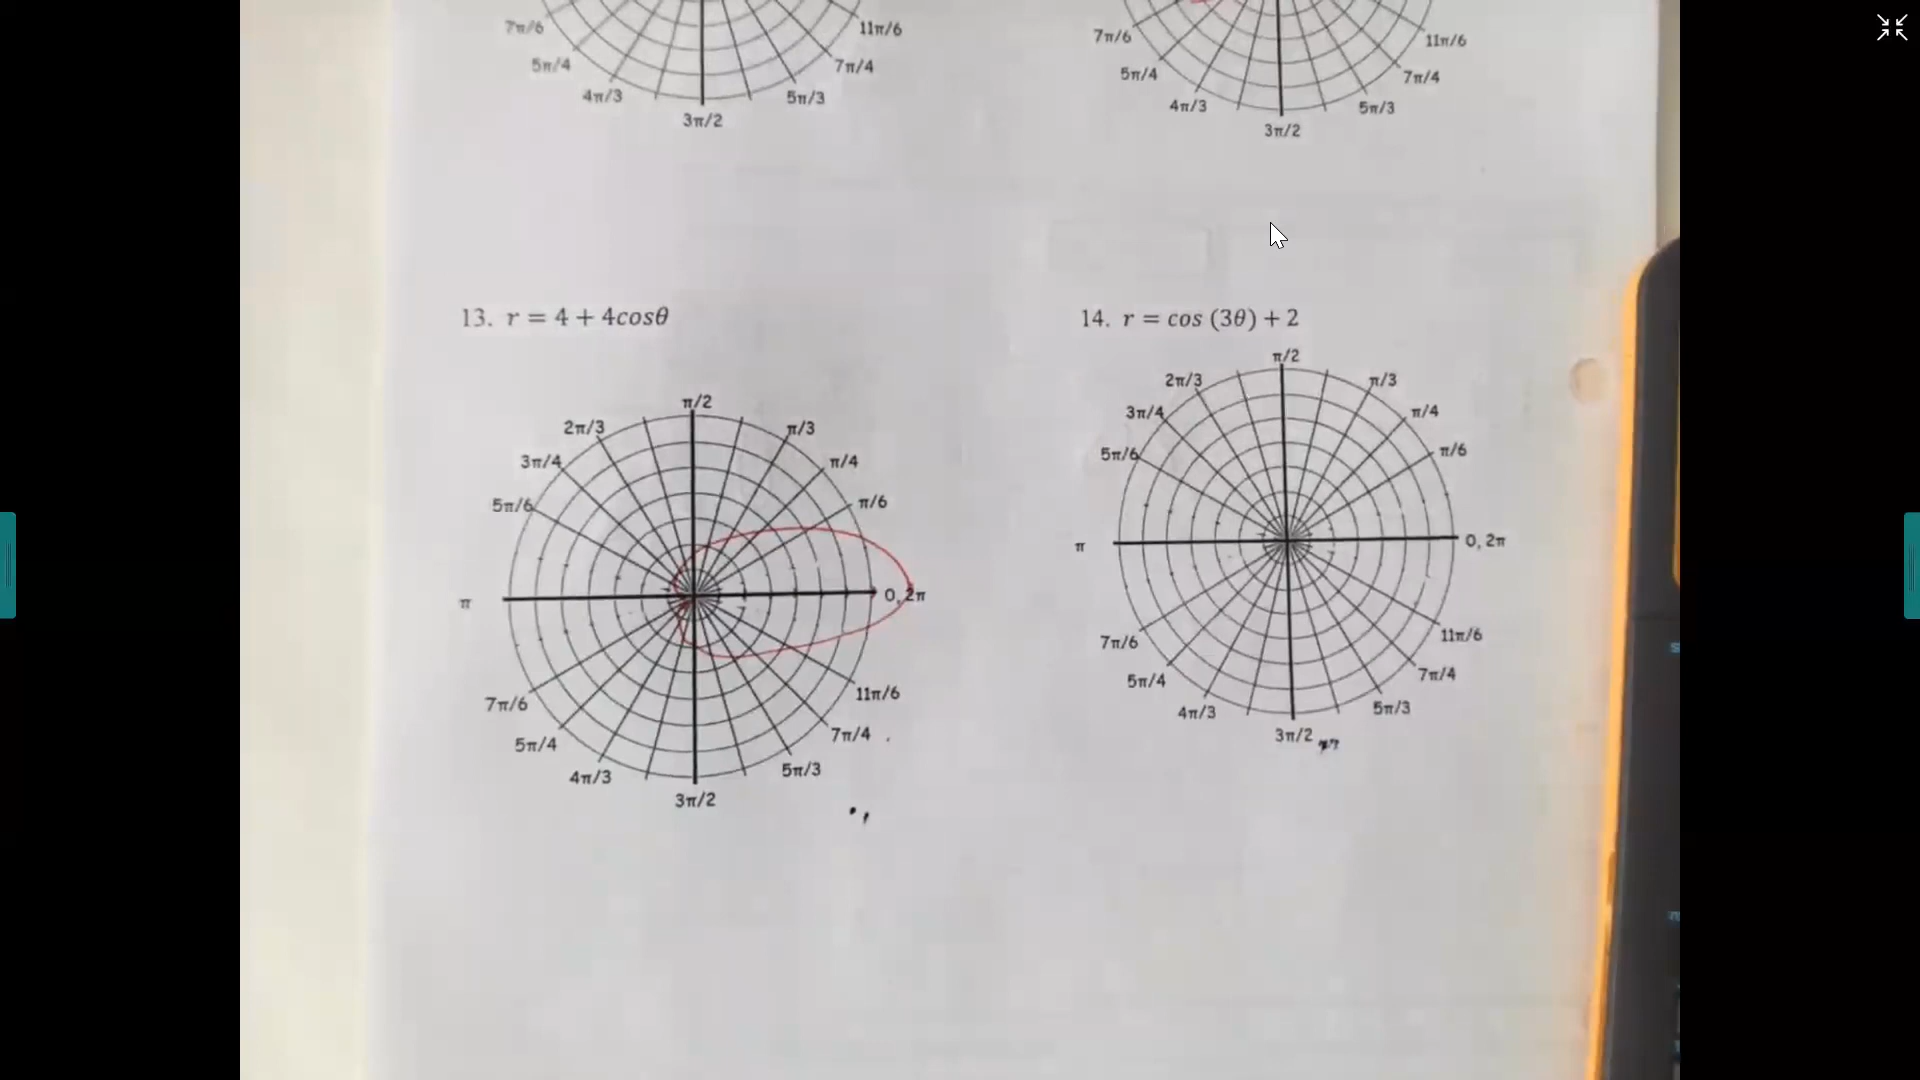 7π/6 11π/6 7π/6 11π/6
5π/4 7π/4 5π/4 7π/4
4π/3 5π/3 4π/3 5π/3
3π/2 3π/2
13. r = 4 + 4cosθ
14. r = cos (3θ) + 2
π/2
2π/3 π/3
3π/4 π/4
5π/6 π/6
π 0, 2π
7π/6 11π/6
5π/4 7π/4
4π/3 5π/3
3π/2
π/2
2π/3 π/3
3π/4 π/4
5π/6 π/6
π 0, 2π
7π/6 11π/6
5π/4 7π/4
4π/3 5π/3
3π/2